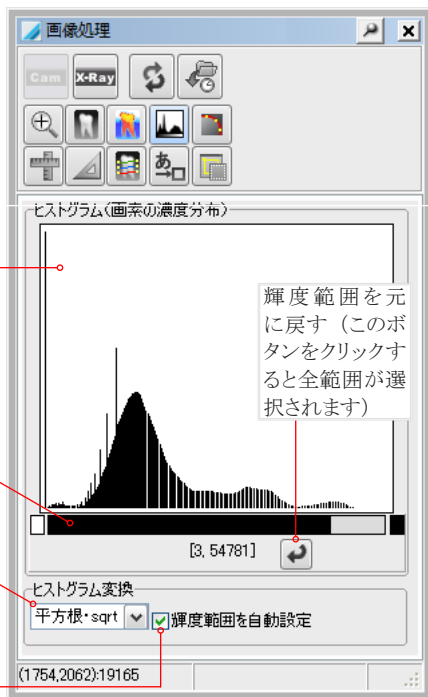 画像処理
Cam
X-Ray
あ
ヒストグラム(画素の濃度分布)
輝度範囲を元
に戻す（このボ
タンをクリックす
ると全範囲が選
択されます）
[3, 54781]
ヒストグラム変換
平方根・sqrt
輝度範囲を自動設定
(1754,2062):19165